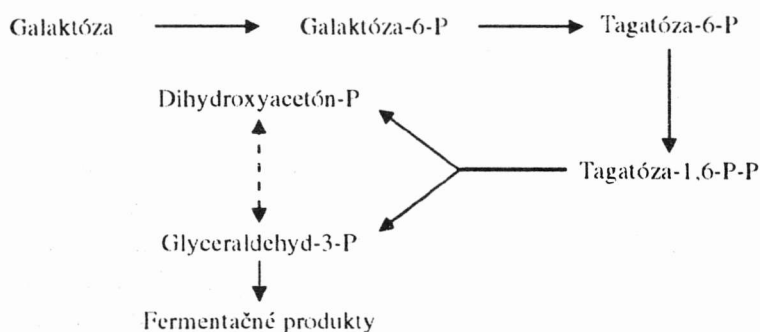 Galaktóza Galaktóza-6-P Tagatóza-6-P
Dihydroxyacetón-P
Tagatóza-1,6-P-P
Glyceraldehyd-3-P
Fermentačné produkty